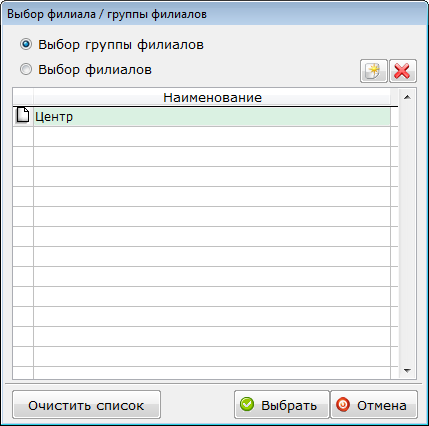 Выбор филиала / группы филиалов
Выбор группы филиалов
Выбор филиалов
Наименование
Центр
Очистить список
Выбрать
Отмена